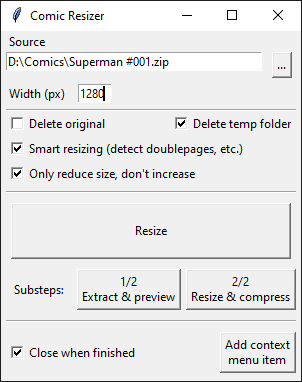 Comic Resizer
Source
D:\Comics\Superman #001.zip
...
Width (px) 1280
Delete original
Delete temp folder
Smart resizing (detect doublepages, etc.)
Only reduce size, don't increase
Resize
Substeps:
1/2
Extract & preview
2/2
Resize & compress
Close when finished
Add context
menu item